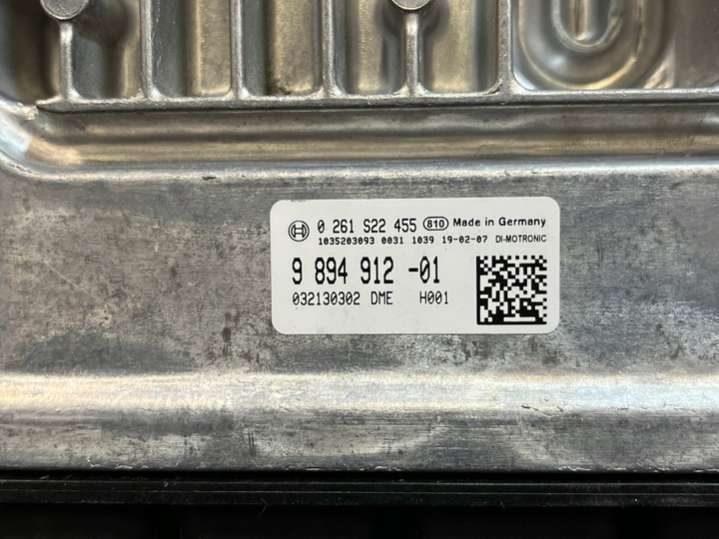 0 261 S22 455 810 Made in Germany
1035203093 0031 1039 19-02-07 DI-MOTRONIC
9 894 912 -01
032130302 DME H001